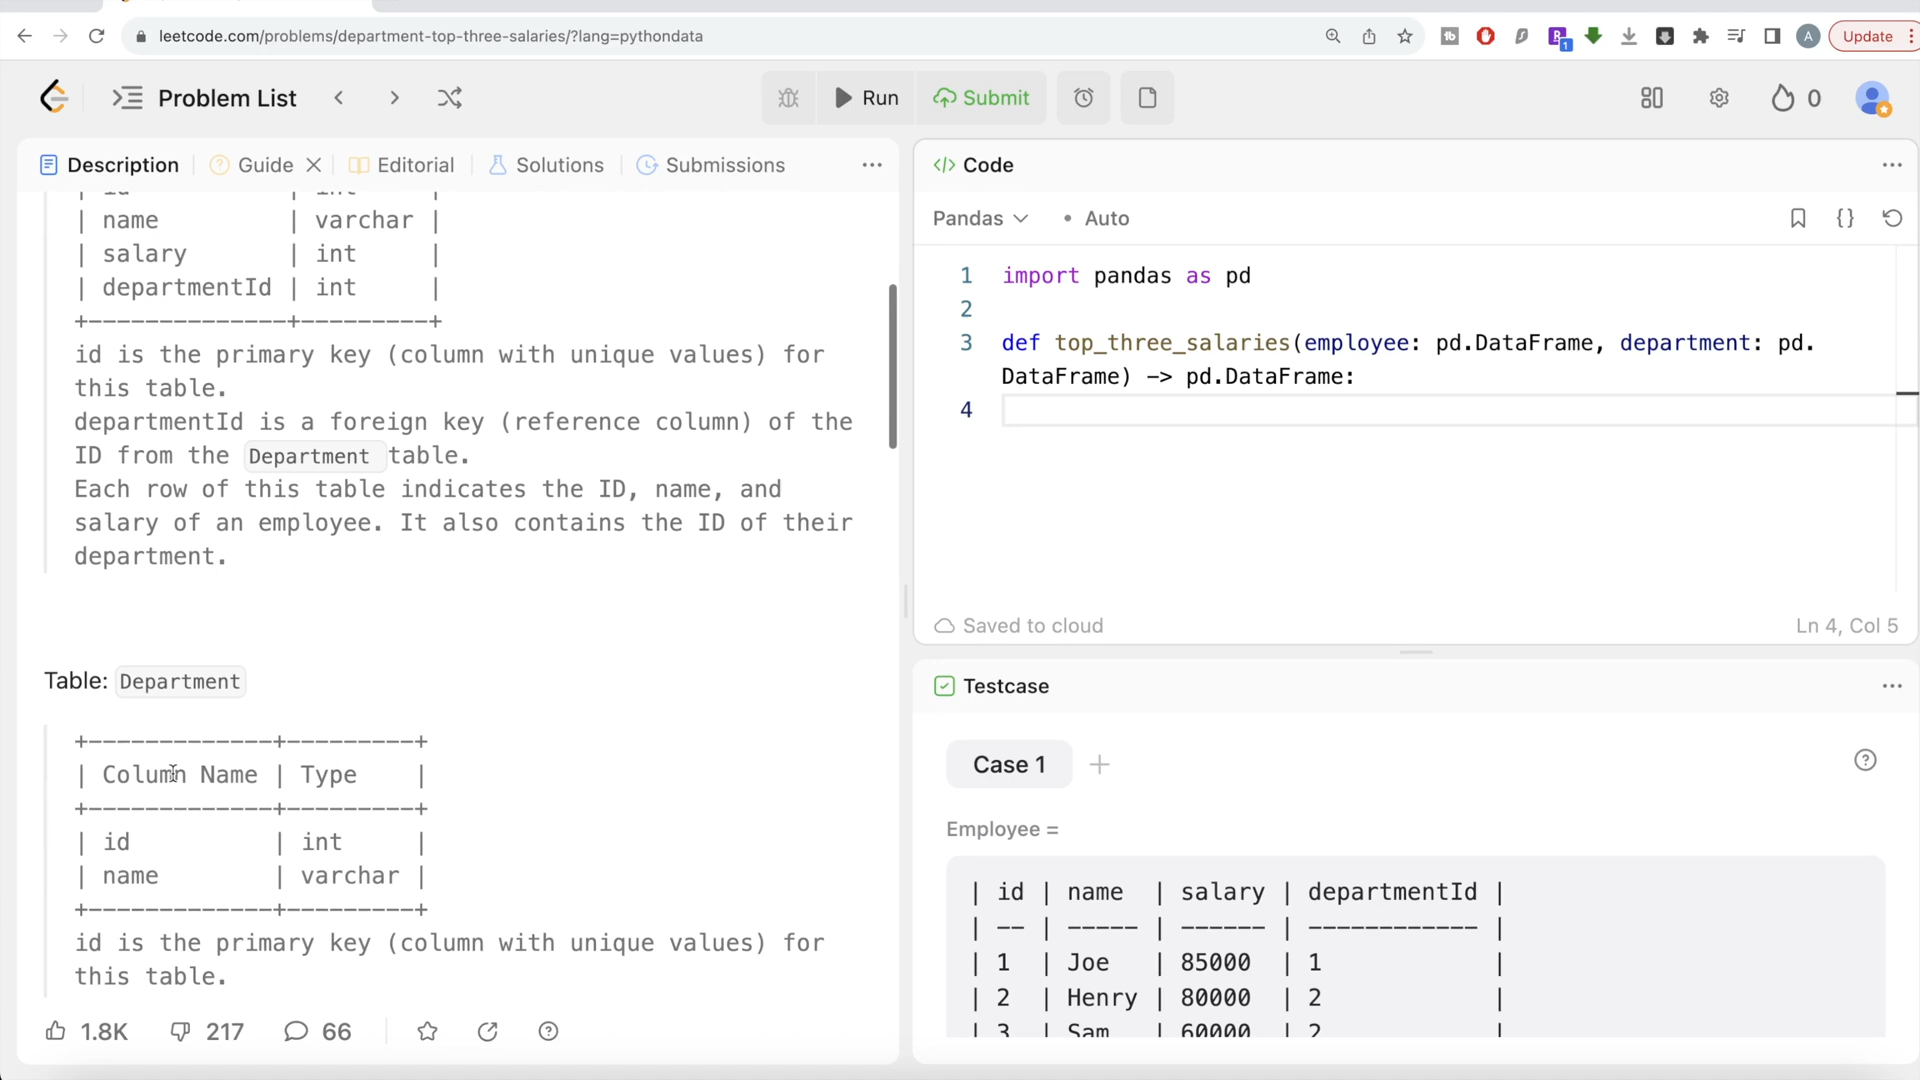 leetcode.com/problems/department-top-three-salaries/?lang=pythondata
1
A
Update
Problem List
Run
Submit
0
Description
Guide
Editorial
Solutions
Submissions
| id | int |
| name | varchar |
| salary | int |
| departmentId | int |
+--------------+---------+
id is the primary key (column with unique values) for
this table.
departmentId is a foreign key (reference column) of the
ID from the Department table.
Each row of this table indicates the ID, name, and
salary of an employee. It also contains the ID of their
department.
Table: Department
+-------------+---------+
| Column Name | Type |
+-------------+---------+
| id | int |
| name | varchar |
+-------------+---------+
id is the primary key (column with unique values) for
this table.
1.8K
217
66
</> Code
Pandas
• Auto
1 import pandas as pd
2
3 def top_three_salaries(employee: pd.DataFrame, department: pd.
DataFrame) -> pd.DataFrame:
4
Saved to cloud
Ln 4, Col 5
Testcase
Case 1
Employee =
| id | name | salary | departmentId |
| -- | ----- | ------ | ------------ |
| 1 | Joe | 85000 | 1 |
| 2 | Henry | 80000 | 2 |
| 3 | Sam | 60000 | 2 |